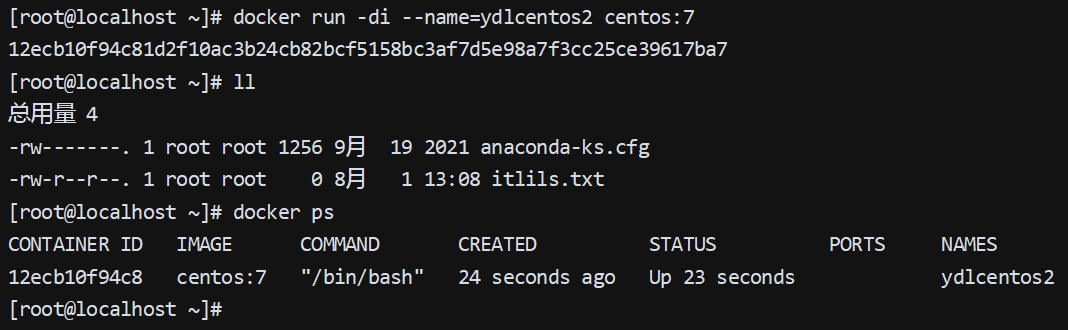 [root@localhost ~]# docker run -di --name=ydlcentos2 centos:7
12ecb10f94c81d2f10ac3b24cb82bcf5158bc3af7d5e98a7f3cc25ce39617ba7
[root@localhost ~]# ll
总用量 4
-rw-------. 1 root root 1256 9月  19 2021 anaconda-ks.cfg
-rw-r--r--. 1 root root    0 8月   1 13:08 itlils.txt
[root@localhost ~]# docker ps
CONTAINER ID   IMAGE      COMMAND       CREATED          STATUS          PORTS     NAMES
12ecb10f94c8   centos:7   "/bin/bash"   24 seconds ago   Up 23 seconds             ydlcentos2
[root@localhost ~]#